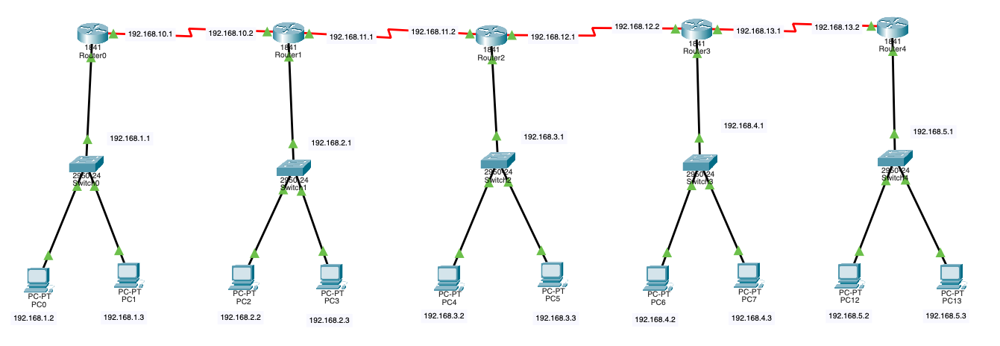 192.168.10.1
192.168.10.2
192.168.11.1
192.168.11.2
192.168.12.1
192.168.12.2
192.168.13.1
192.168.13.2
1841
Router0
1841
Router1
1841
Router2
1841
Router3
1841
Router4
192.168.1.1
192.168.2.1
192.168.3.1
192.168.4.1
192.168.5.1
2950-24
Switch0
2950-24
Switch1
2950-24
Switch2
2950-24
Switch3
2950-24
Switch4
PC-PT
PC0
PC-PT
PC1
PC-PT
PC2
PC-PT
PC3
PC-PT
PC4
PC-PT
PC5
PC-PT
PC6
PC-PT
PC7
PC-PT
PC12
PC-PT
PC13
192.168.1.2
192.168.1.3
192.168.2.2
192.168.2.3
192.168.3.2
192.168.3.3
192.168.4.2
192.168.4.3
192.168.5.2
192.168.5.3